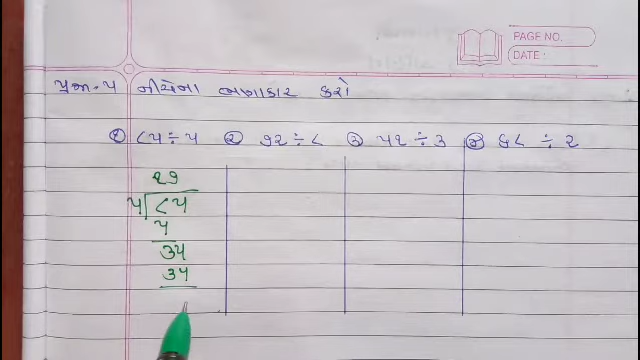 PAGE NO.
DATE :
પ્રશ્ન-૫ નીચેના ભાગાકાર કરો
① ૮૫÷૫ ② ૭૨÷૮ ③ ૫૧÷૩ ④ ૬૮÷૨
૧૭
૫ ૮૫
૫
૩૫
૩૫